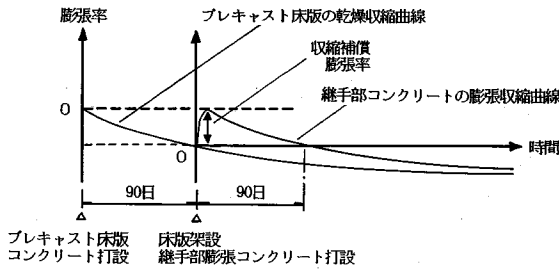 膨張率
プレキャスト床版の乾燥収縮曲線
収縮補償
膨張率
継手部コンクリートの膨張収縮曲線
0
0
時間
90日
90日
プレキャスト床版
コンクリート打設
床版架設
継手部膨張コンクリート打設